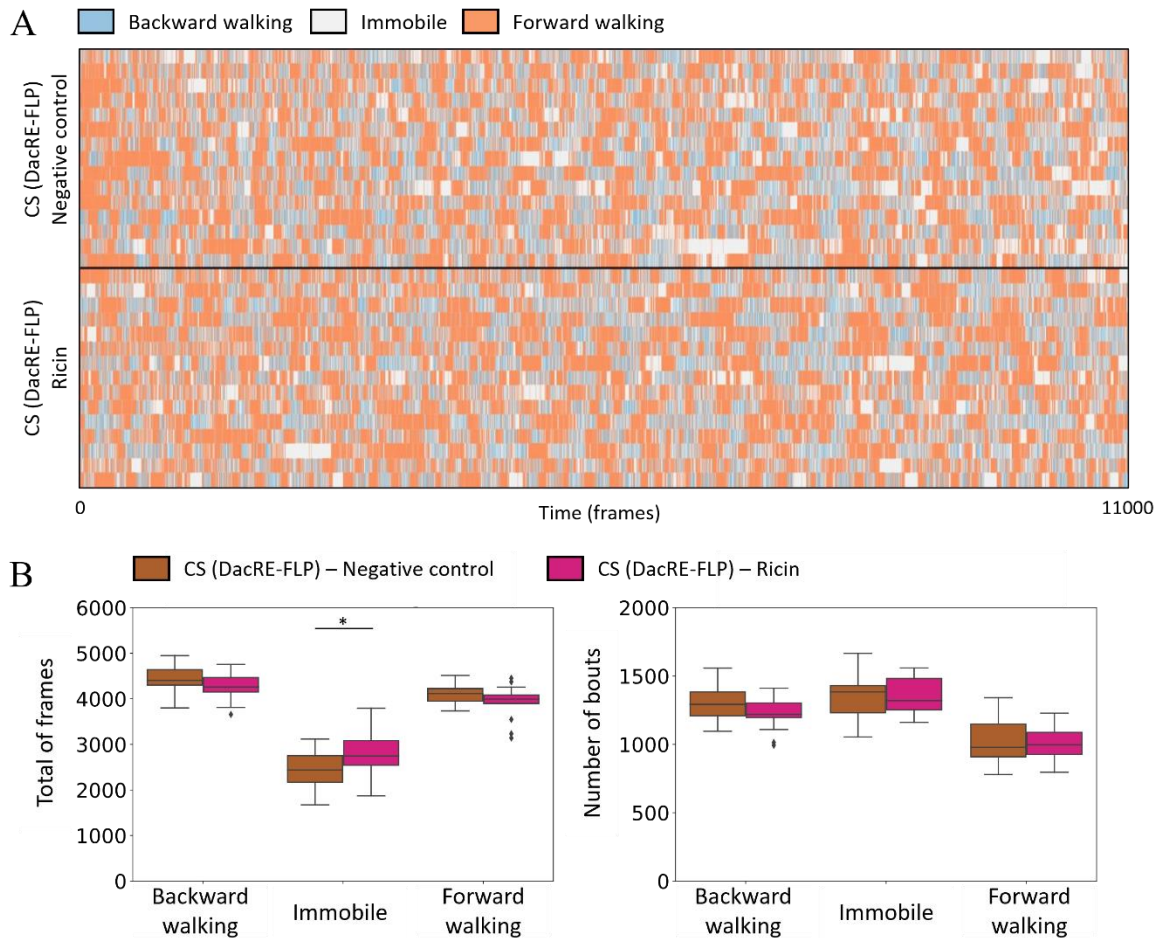 A
Backward walking
Immobile
Forward walking
CS (DacRE-FLP)
Negative control
CS (DacRE-FLP)
Ricin
0
Time (frames)
11000
B
CS (DacRE-FLP) – Negative control
CS (DacRE-FLP) – Ricin
Total of frames
6000
5000
4000
3000
2000
1000
0
*
Backward
walking
Immobile
Forward
walking
Number of bouts
2000
1500
1000
500
0
Backward
walking
Immobile
Forward
walking